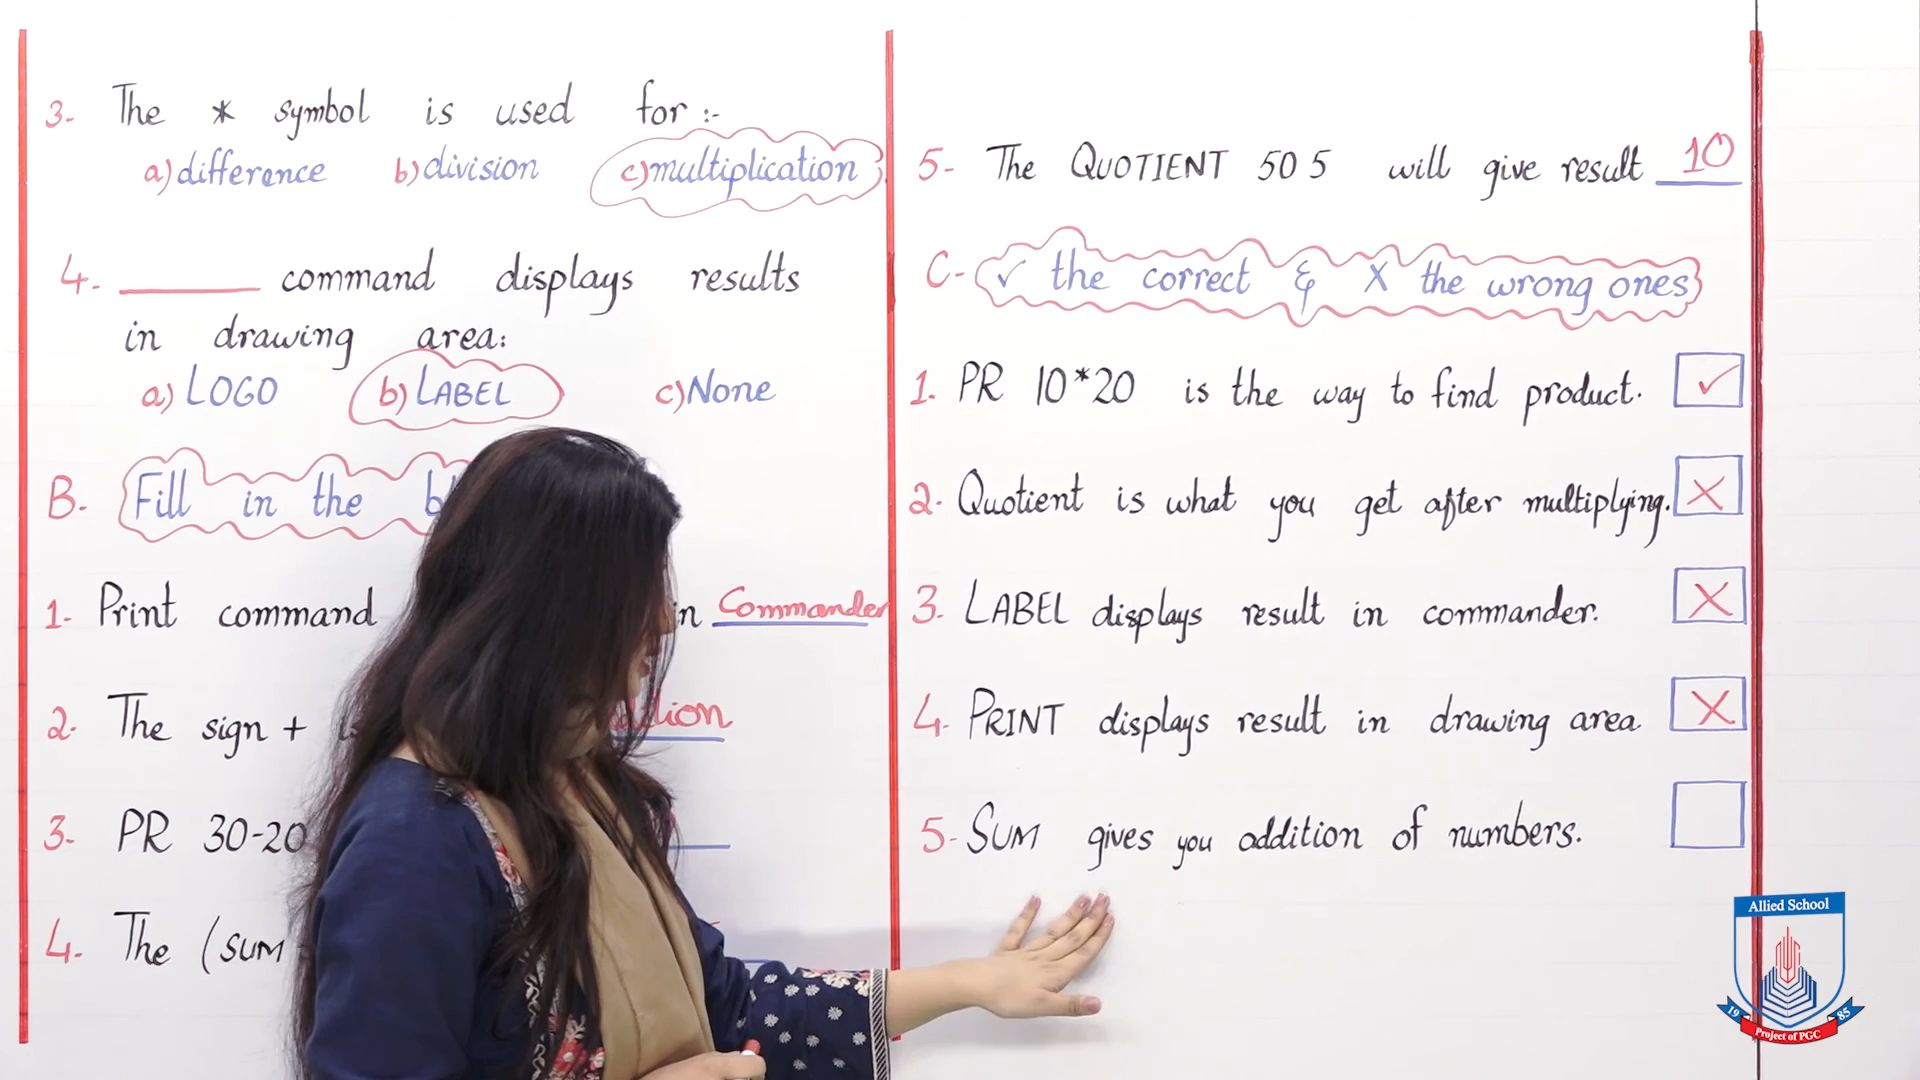 3- The * symbol is used for :-
a) difference b) division c) multiplication
4. ______ command displays results
in drawing area:
a) LOGO b) LABEL c) None
B- Fill in the
1- Print command in Commander
2- The sign +
3- PR 30-20
4- The (SUM
5- The QUOTIENT 50 5 will give result 10
C- ✓ the correct & X the wrong ones
1. PR 10*20 is the way to find product. ✓
2- Quotient is what you get after multiplying. X
3. LABEL displays result in commander. X
4- PRINT displays result in drawing area X
5- SUM gives you addition of numbers.
Allied School
19 85
Project of PGC